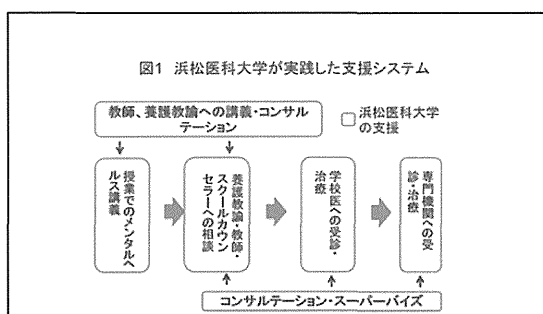 図1 浜松医科大学が実践した支援システム
教師、養護教諭への講義・コンサル
テーション
浜松医科大学
の支援
授業でのメンタルヘ
ルス講義
養護教諭・教師・
スクールカウン
セラーへの相談
学校医への受診・
治療
専門機関への受
診・治療
コンサルテーション・スーパーバイズ